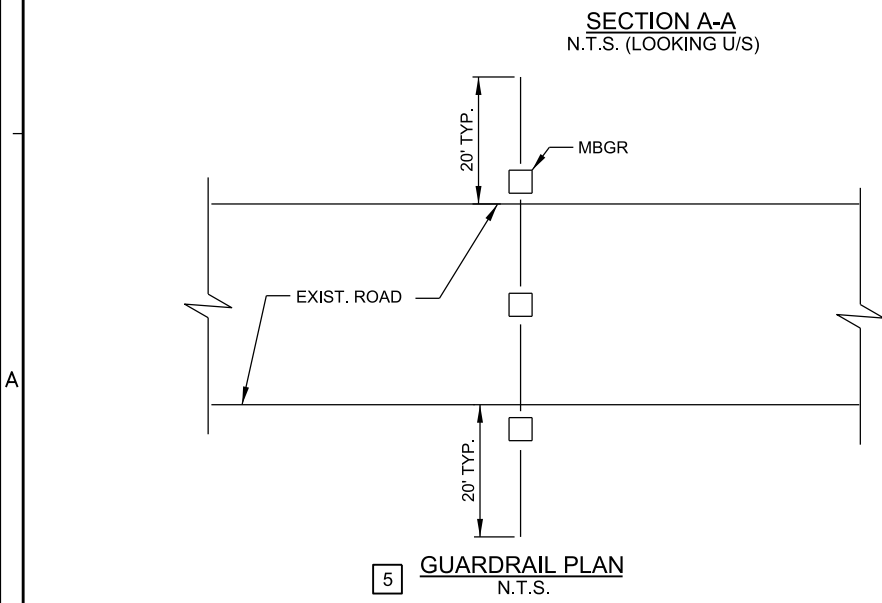 SECTION A-A
N.T.S. (LOOKING U/S)
20' TYP.
MBGR
EXIST. ROAD
A
20' TYP.
5 GUARDRAIL PLAN
N.T.S.